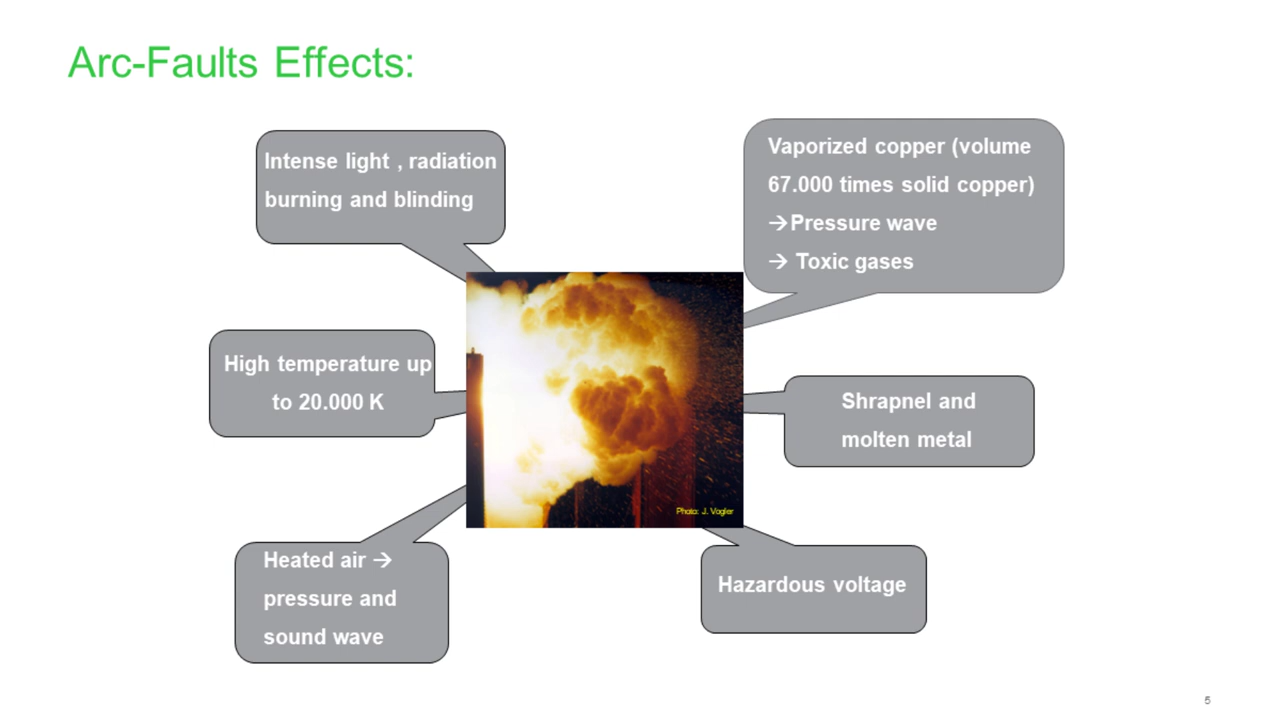 Arc-Faults Effects:
Intense light , radiation
burning and blinding
Vaporized copper (volume
67.000 times solid copper)
→Pressure wave
→ Toxic gases
High temperature up
to 20.000 K
Shrapnel and
molten metal
Photo: J. Vogler
Heated air →
pressure and
sound wave
Hazardous voltage
5